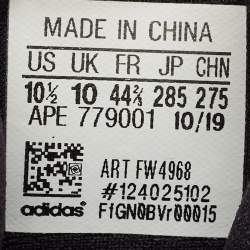 MADE IN CHINA
US UK FR JP CHN
10½ 10 44⅔ 285 275
APE 779001 10/19
ART FW4968
#124025102
adidas F1GN0BVr00015